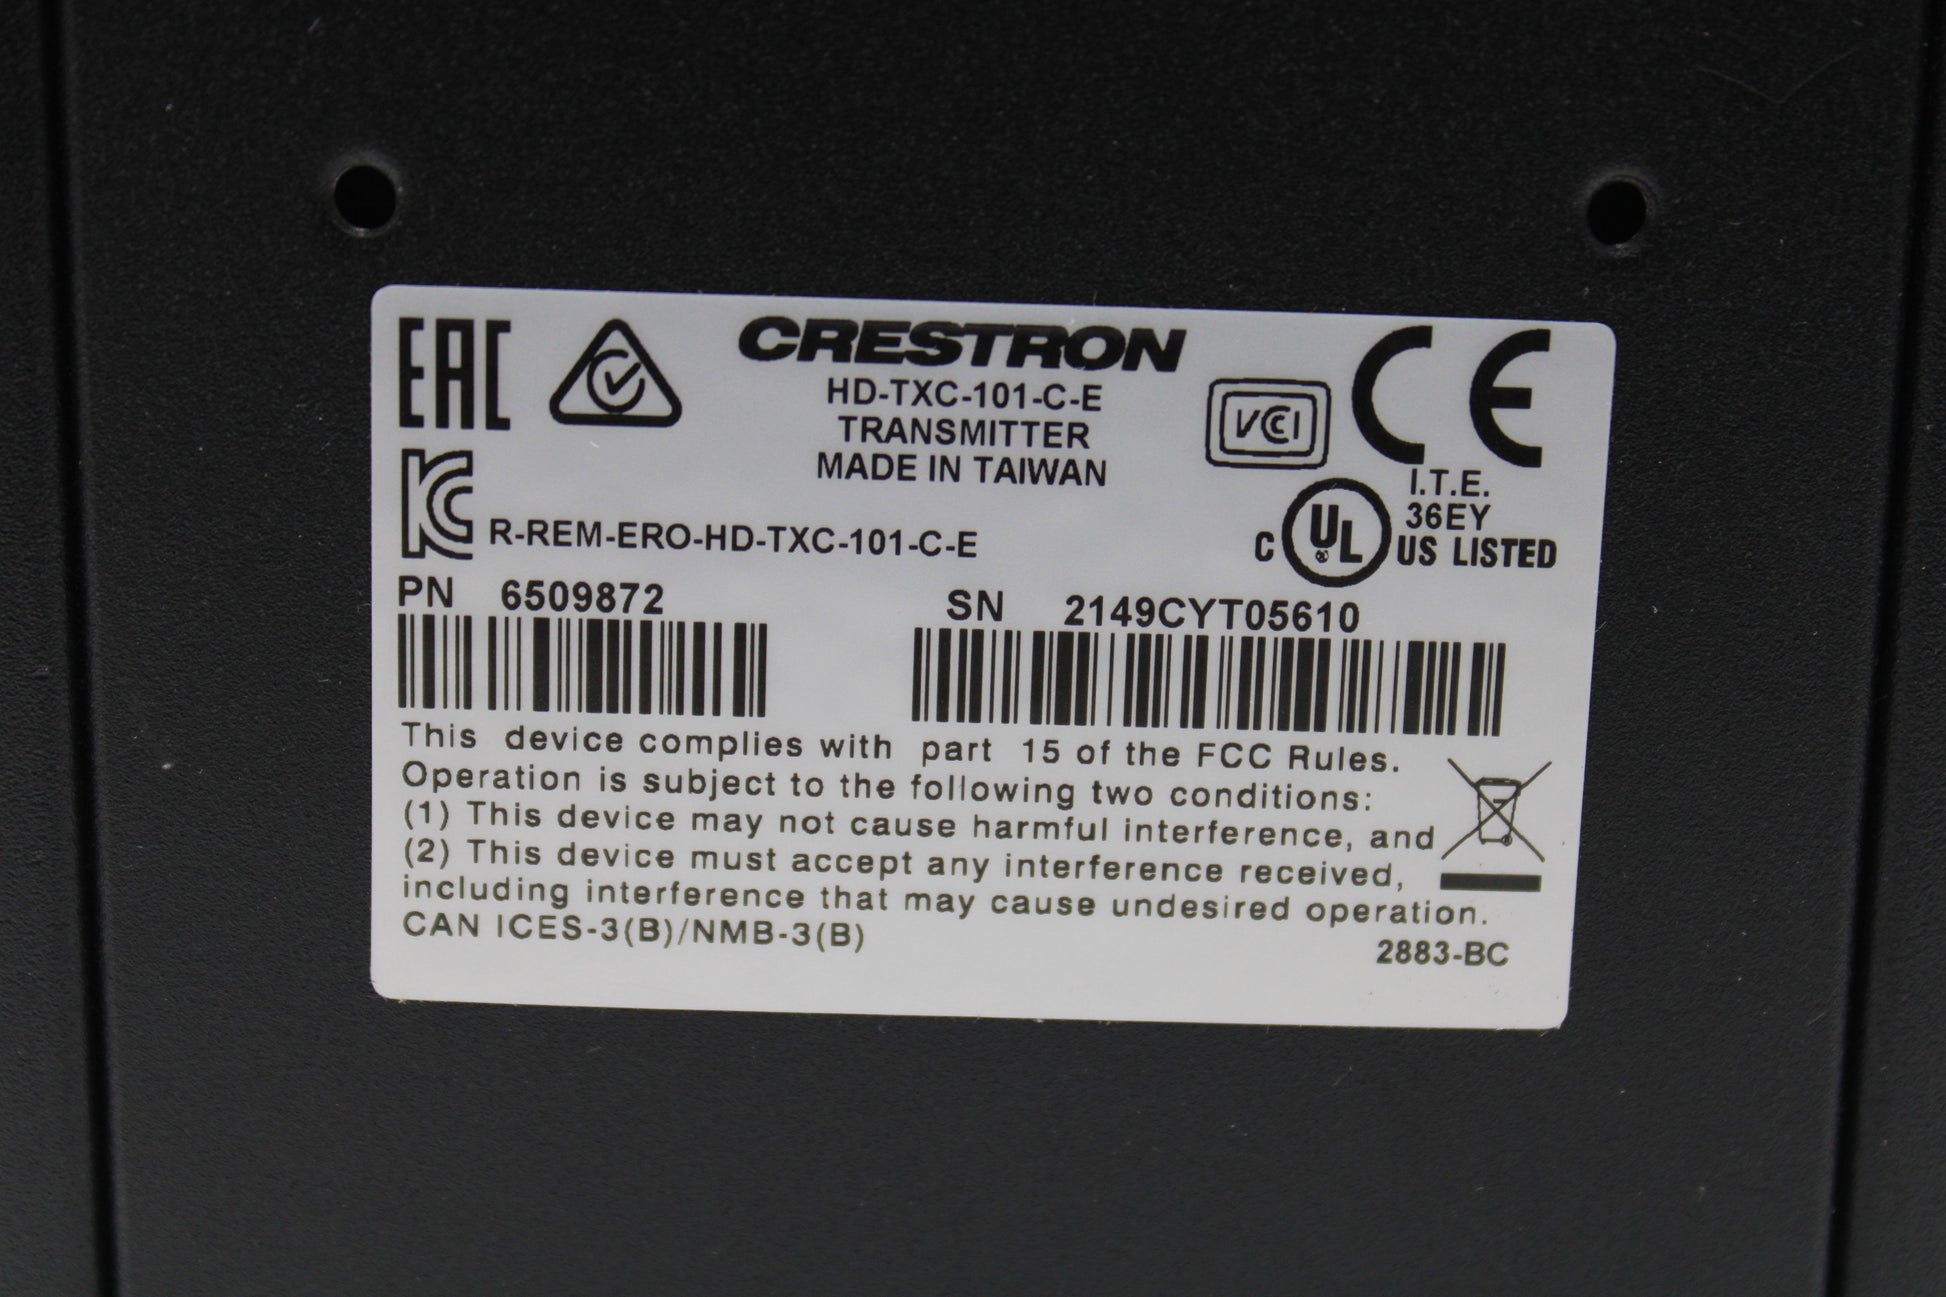 EAC
CRESTRON
HD-TXC-101-C-E
TRANSMITTER
MADE IN TAIWAN
VCCI
CE
I.T.E.
36EY
C UL US LISTED
KC R-REM-ERO-HD-TXC-101-C-E
PN 6509872
SN 2149CYT05610
This device complies with part 15 of the FCC Rules.
Operation is subject to the following two conditions:
(1) This device may not cause harmful interference, and
(2) This device must accept any interference received,
including interference that may cause undesired operation.
CAN ICES-3(B)/NMB-3(B)
2883-BC